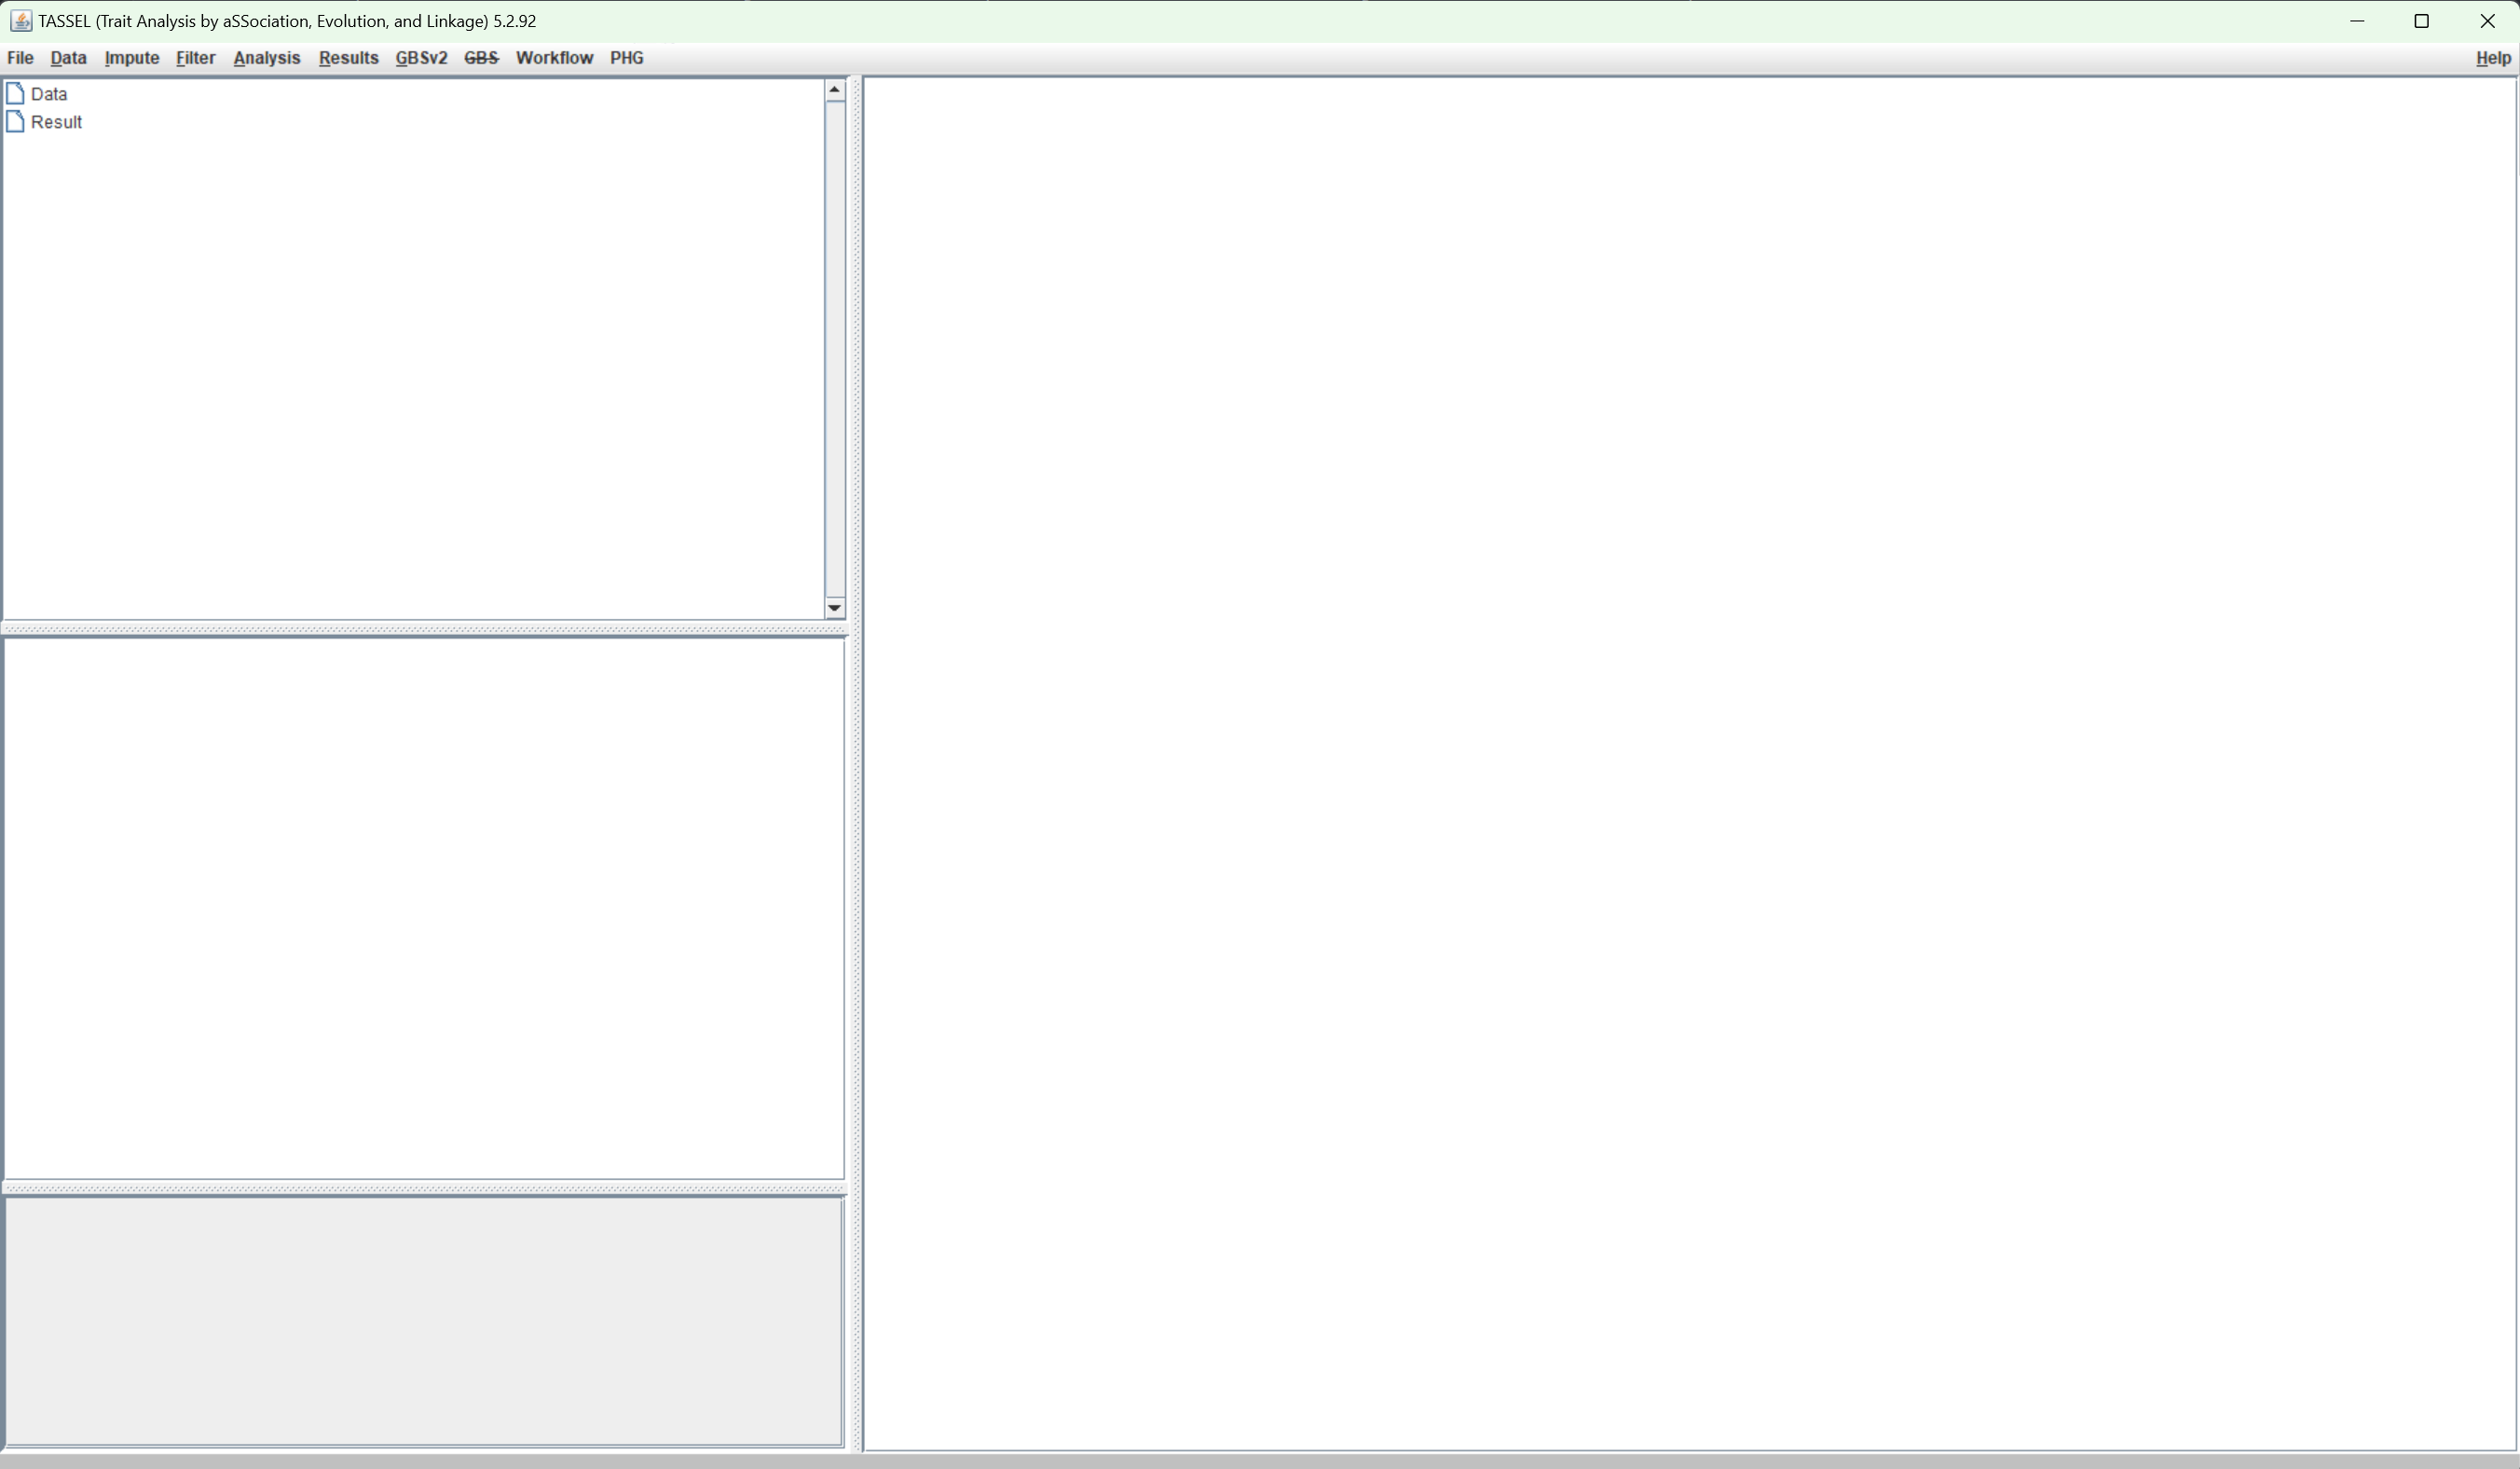 TASSEL (Trait Analysis by aSSociation, Evolution, and Linkage) 5.2.92
File Data Impute Filter Analysis Results GBSv2 GBS Workflow PHG Help
Data
Result